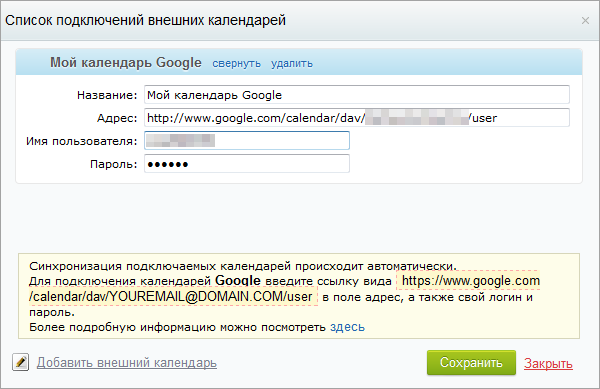 Список подключений внешних календарей
Мой календарь Google свернуть удалить
Название: Мой календарь Google
Адрес: http://www.google.com/calendar/dav/ /user
Имя пользователя:
Пароль: ••••••
Синхронизация подключаемых календарей происходит автоматически.
Для подключения календарей Google введите ссылку вида https://www.google.com
/calendar/dav/YOUREMAIL@DOMAIN.COM/user в поле адрес, а также свой логин и
пароль.
Более подробную информацию можно посмотреть здесь
Добавить внешний календарь Сохранить Закрыть